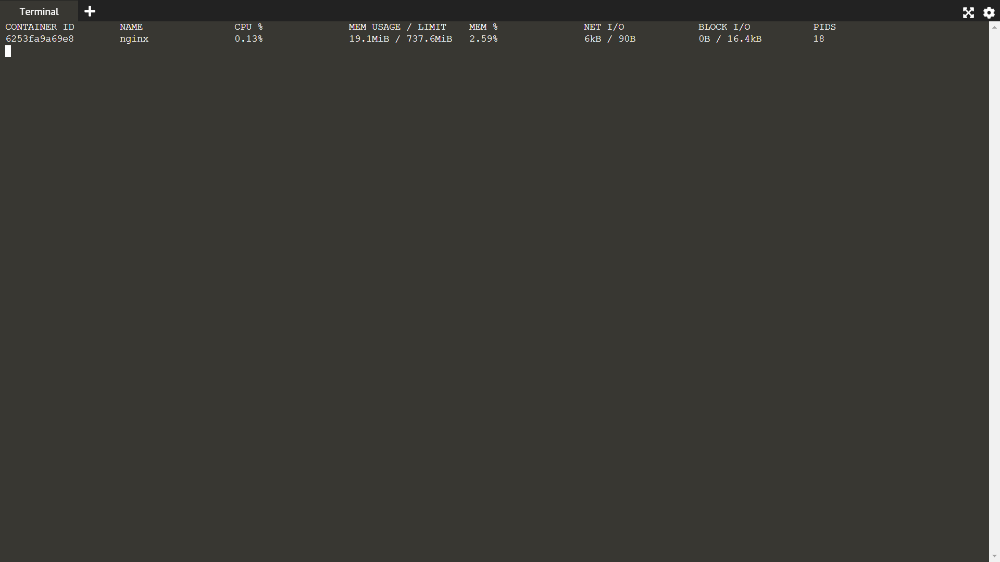 Terminal
CONTAINER ID NAME CPU % MEM USAGE / LIMIT MEM % NET I/O BLOCK I/O PIDS
6253fa9a69e8 nginx 0.13% 19.1MiB / 737.6MiB 2.59% 6kB / 90B 0B / 16.4kB 18